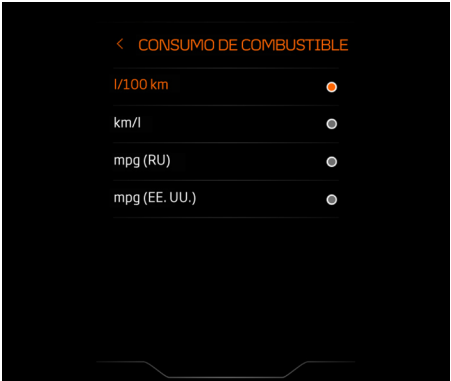 CONSUMO DE COMBUSTIBLE
l/100 km
km/l
mpg (RU)
mpg (EE. UU.)